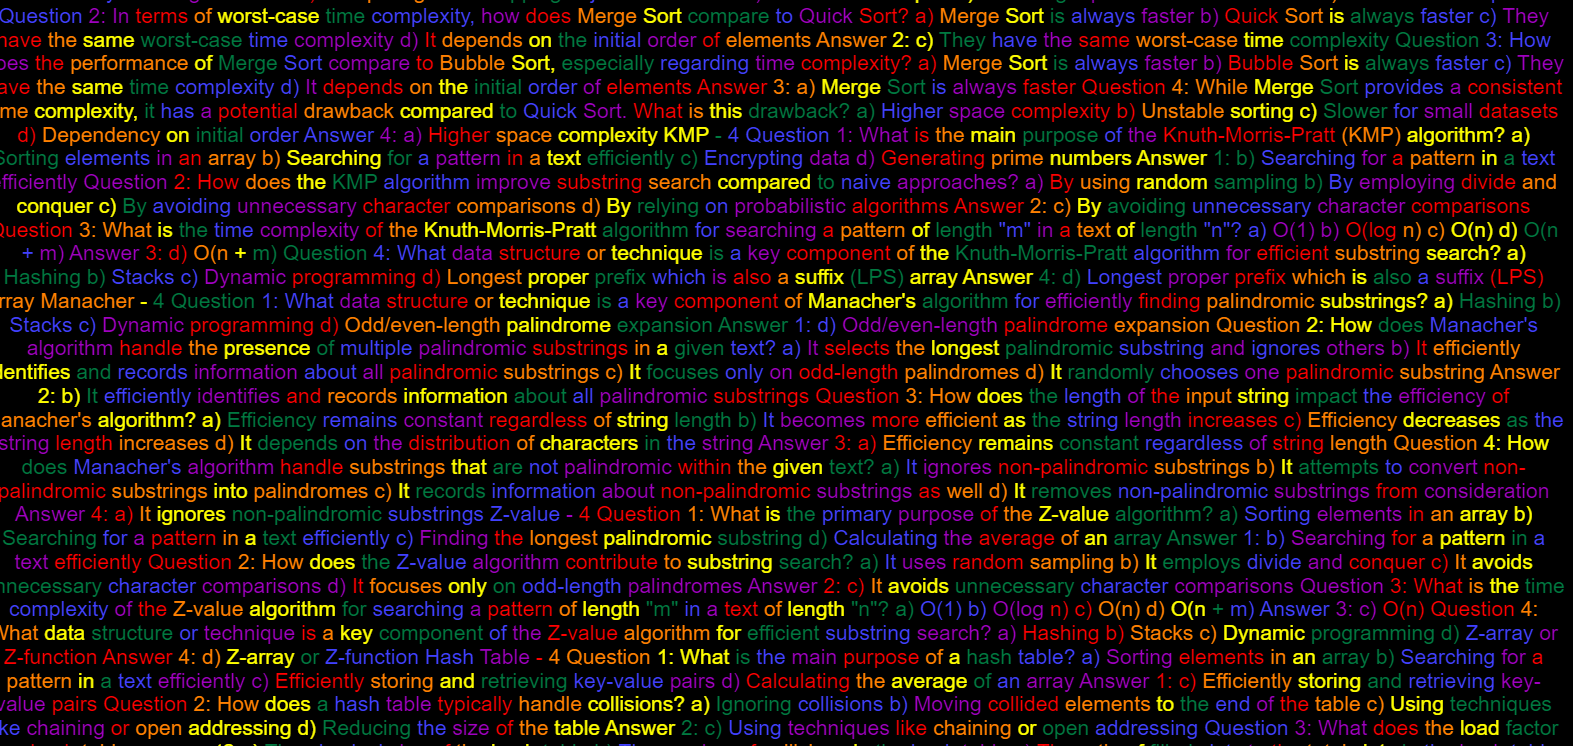 Question 2: In terms of worst-case time complexity, how does Merge Sort compare to Quick Sort? a) Merge Sort is always faster b) Quick Sort is always faster c) They
have the same worst-case time complexity d) It depends on the initial order of elements Answer 2: c) They have the same worst-case time complexity Question 3: How
es the performance of Merge Sort compare to Bubble Sort, especially regarding time complexity? a) Merge Sort is always faster b) Bubble Sort is always faster c) They
ave the same time complexity d) It depends on the initial order of elements Answer 3: a) Merge Sort is always faster Question 4: While Merge Sort provides a consistent
me complexity, it has a potential drawback compared to Quick Sort. What is this drawback? a) Higher space complexity b) Unstable sorting c) Slower for small datasets
d) Dependency on initial order Answer 4: a) Higher space complexity KMP - 4 Question 1: What is the main purpose of the Knuth-Morris-Pratt (KMP) algorithm? a)
Sorting elements in an array b) Searching for a pattern in a text efficiently c) Encrypting data d) Generating prime numbers Answer 1: b) Searching for a pattern in a text
efficiently Question 2: How does the KMP algorithm improve substring search compared to naive approaches? a) By using random sampling b) By employing divide and
conquer c) By avoiding unnecessary character comparisons d) By relying on probabilistic algorithms Answer 2: c) By avoiding unnecessary character comparisons
Question 3: What is the time complexity of the Knuth-Morris-Pratt algorithm for searching a pattern of length "m" in a text of length "n"? a) O(1) b) O(log n) c) O(n) d) O(n
+ m) Answer 3: d) O(n + m) Question 4: What data structure or technique is a key component of the Knuth-Morris-Pratt algorithm for efficient substring search? a)
Hashing b) Stacks c) Dynamic programming d) Longest proper prefix which is also a suffix (LPS) array Answer 4: d) Longest proper prefix which is also a suffix (LPS)
rray Manacher - 4 Question 1: What data structure or technique is a key component of Manacher's algorithm for efficiently finding palindromic substrings? a) Hashing b)
Stacks c) Dynamic programming d) Odd/even-length palindrome expansion Answer 1: d) Odd/even-length palindrome expansion Question 2: How does Manacher's
algorithm handle the presence of multiple palindromic substrings in a given text? a) It selects the longest palindromic substring and ignores others b) It efficiently
dentifies and records information about all palindromic substrings c) It focuses only on odd-length palindromes d) It randomly chooses one palindromic substring Answer
2: b) It efficiently identifies and records information about all palindromic substrings Question 3: How does the length of the input string impact the efficiency of
anacher's algorithm? a) Efficiency remains constant regardless of string length b) It becomes more efficient as the string length increases c) Efficiency decreases as the
string length increases d) It depends on the distribution of characters in the string Answer 3: a) Efficiency remains constant regardless of string length Question 4: How
does Manacher's algorithm handle substrings that are not palindromic within the given text? a) It ignores non-palindromic substrings b) It attempts to convert non-
palindromic substrings into palindromes c) It records information about non-palindromic substrings as well d) It removes non-palindromic substrings from consideration
Answer 4: a) It ignores non-palindromic substrings Z-value - 4 Question 1: What is the primary purpose of the Z-value algorithm? a) Sorting elements in an array b)
Searching for a pattern in a text efficiently c) Finding the longest palindromic substring d) Calculating the average of an array Answer 1: b) Searching for a pattern in a
text efficiently Question 2: How does the Z-value algorithm contribute to substring search? a) It uses random sampling b) It employs divide and conquer c) It avoids
nnecessary character comparisons d) It focuses only on odd-length palindromes Answer 2: c) It avoids unnecessary character comparisons Question 3: What is the time
complexity of the Z-value algorithm for searching a pattern of length "m" in a text of length "n"? a) O(1) b) O(log n) c) O(n) d) O(n + m) Answer 3: c) O(n) Question 4:
What data structure or technique is a key component of the Z-value algorithm for efficient substring search? a) Hashing b) Stacks c) Dynamic programming d) Z-array or
Z-function Answer 4: d) Z-array or Z-function Hash Table - 4 Question 1: What is the main purpose of a hash table? a) Sorting elements in an array b) Searching for a
pattern in a text efficiently c) Efficiently storing and retrieving key-value pairs d) Calculating the average of an array Answer 1: c) Efficiently storing and retrieving key-
value pairs Question 2: How does a hash table typically handle collisions? a) Ignoring collisions b) Moving collided elements to the end of the table c) Using techniques
ke chaining or open addressing d) Reducing the size of the table Answer 2: c) Using techniques like chaining or open addressing Question 3: What does the load factor